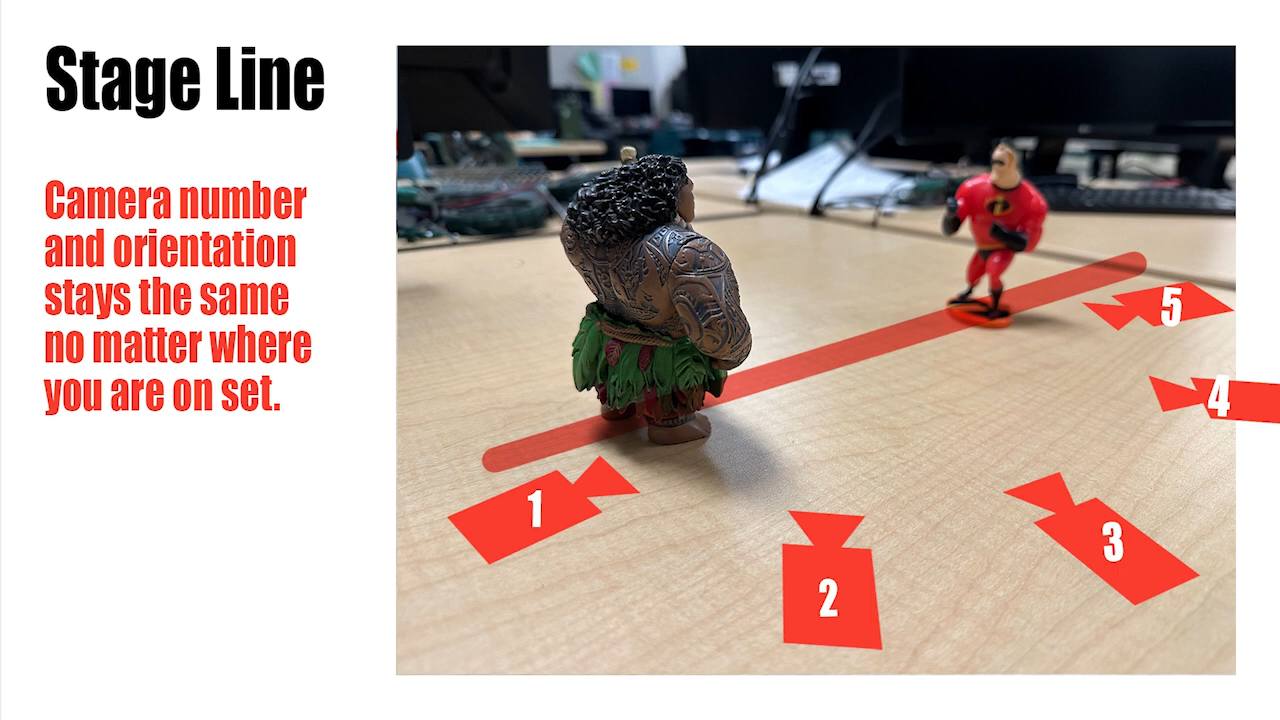 Stage Line
Camera number
and orientation
stays the same
no matter where
you are on set.
1
2
3
4
5